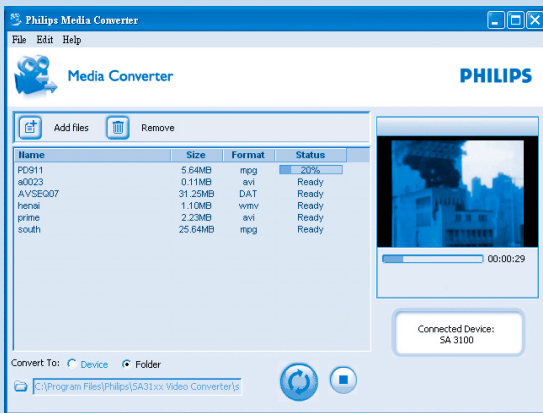 Philips Media Converter
File Edit Help
Media Converter
PHILIPS
Add files Remove
Name Size Format Status
PD911 5.64MB mpg 20%
a0023 0.11MB avi Ready
AVSEQ07 31.25MB DAT Ready
henai 1.10MB wmv Ready
prime 2.23MB avi Ready
south 25.64MB mpg Ready
00:00:29
Connected Device:
SA 3100
Convert To: Device Folder
C:\Program Files\Philips\SA31xx Video Converter\s